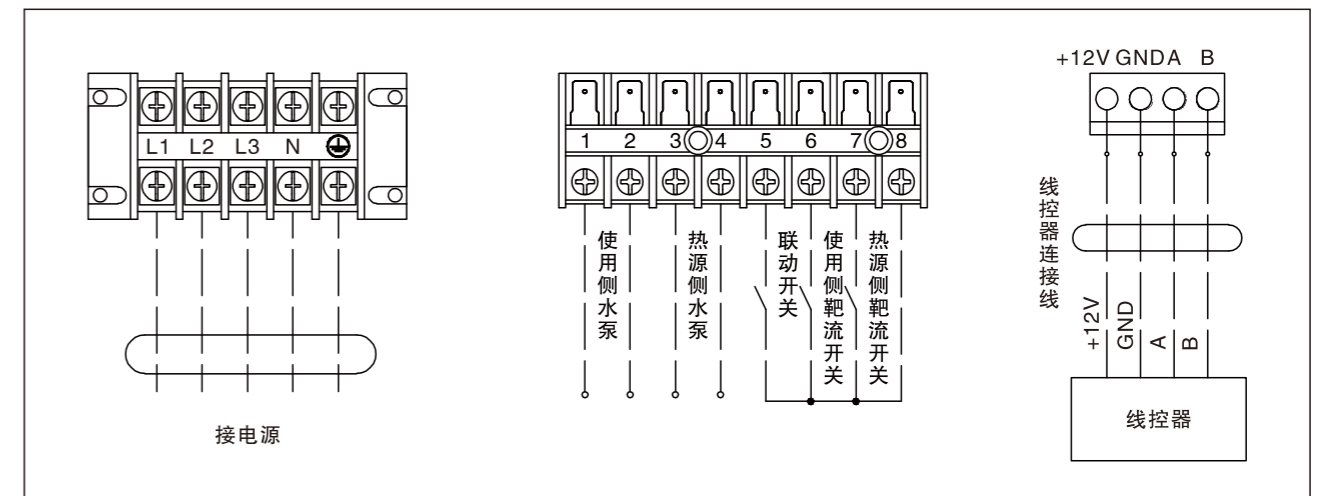 L1 L2 L3 N
接电源
1 2 3 4 5 6 7 8
使用侧水泵
热源侧水泵
联动开关
使用侧靶流开关
热源侧靶流开关
+12V GND A B
线控器连接线
+12V
GND
A
B
线控器